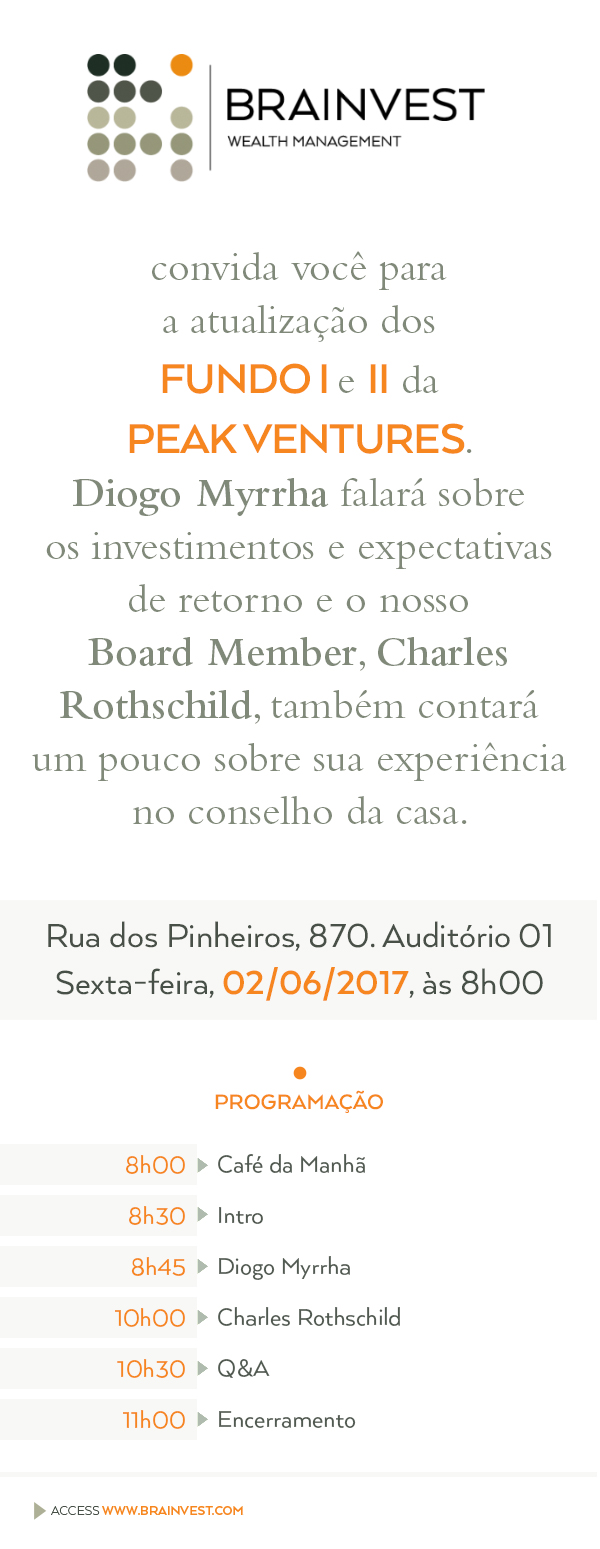 BRAINVEST
WEALTH MANAGEMENT
convida você para
a atualização dos
FUNDO I e II da
PEAK VENTURES.
Diogo Myrrha falará sobre
os investimentos e expectativas
de retorno e o nosso
Board Member, Charles
Rothschild, também contará
um pouco sobre sua experiência
no conselho da casa.
Rua dos Pinheiros, 870. Auditório 01
Sexta-feira, 02/06/2017, às 8h00
PROGRAMAÇÃO
8h00 Café da Manhã
8h30 Intro
8h45 Diogo Myrrha
10h00 Charles Rothschild
10h30 Q&A
11h00 Encerramento
ACCESS WWW.BRAINVEST.COM